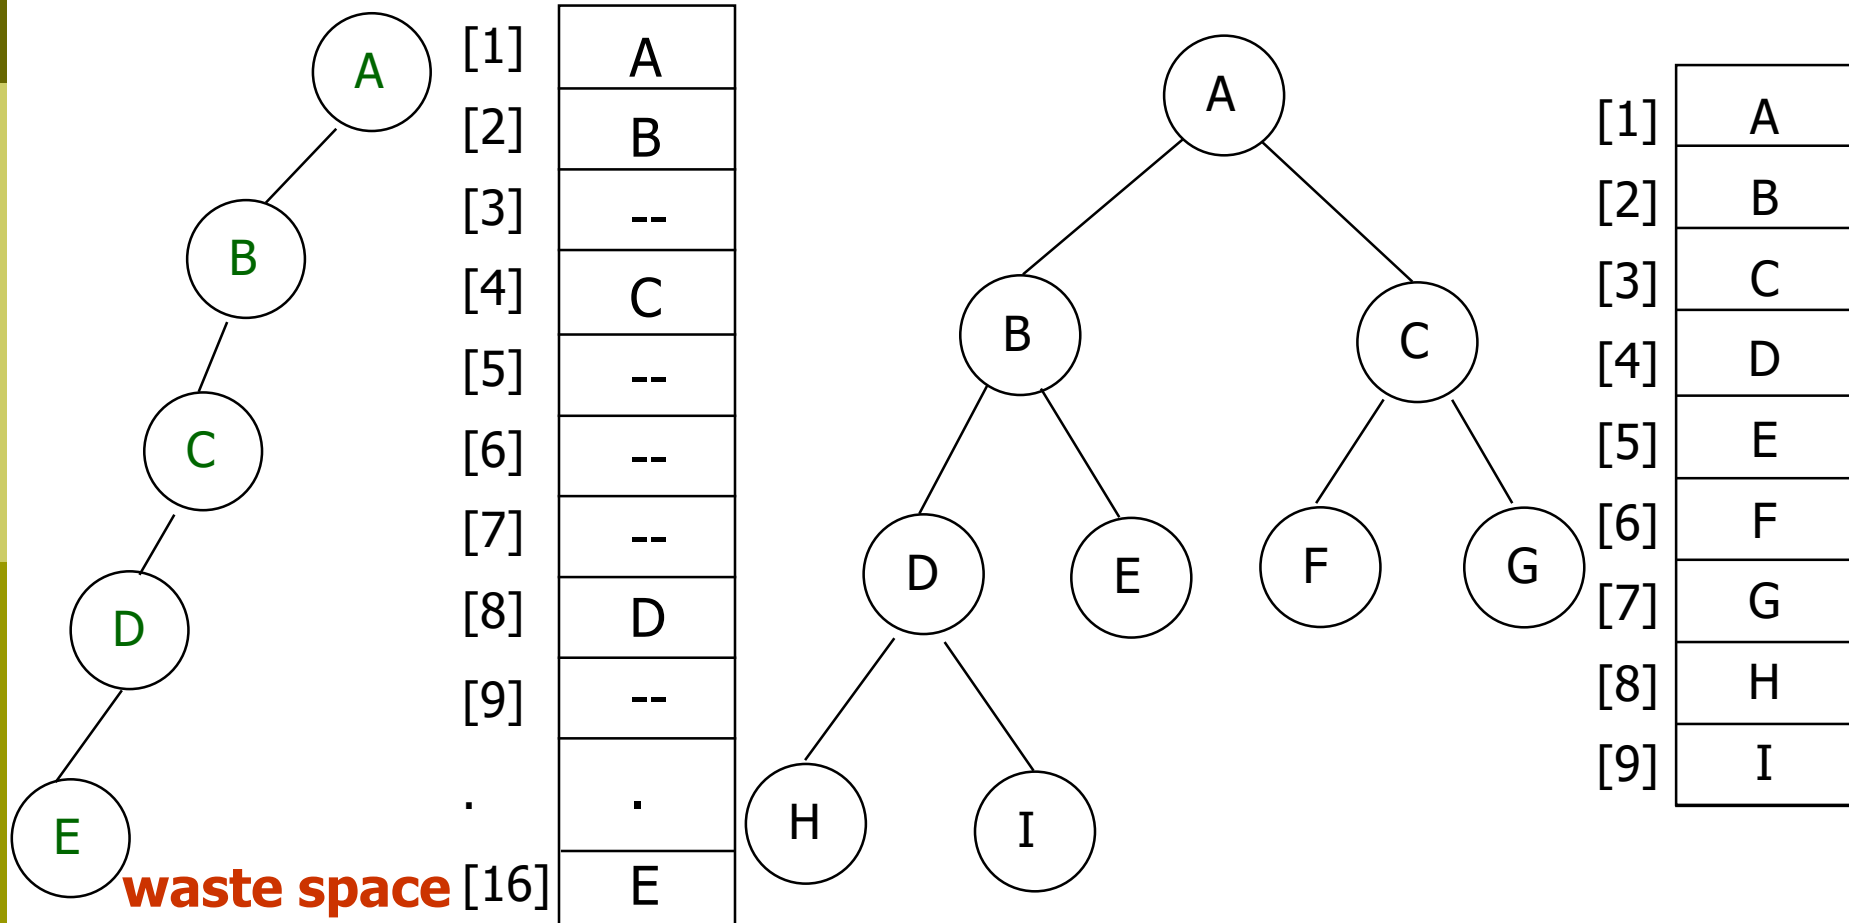 A
B
C
D
E
waste space
[1] A
[2] B
[3] --
[4] C
[5] --
[6] --
[7] --
[8] D
[9] --
. .
[16] E
A
B C
D E F G
H I
[1] A
[2] B
[3] C
[4] D
[5] E
[6] F
[7] G
[8] H
[9] I